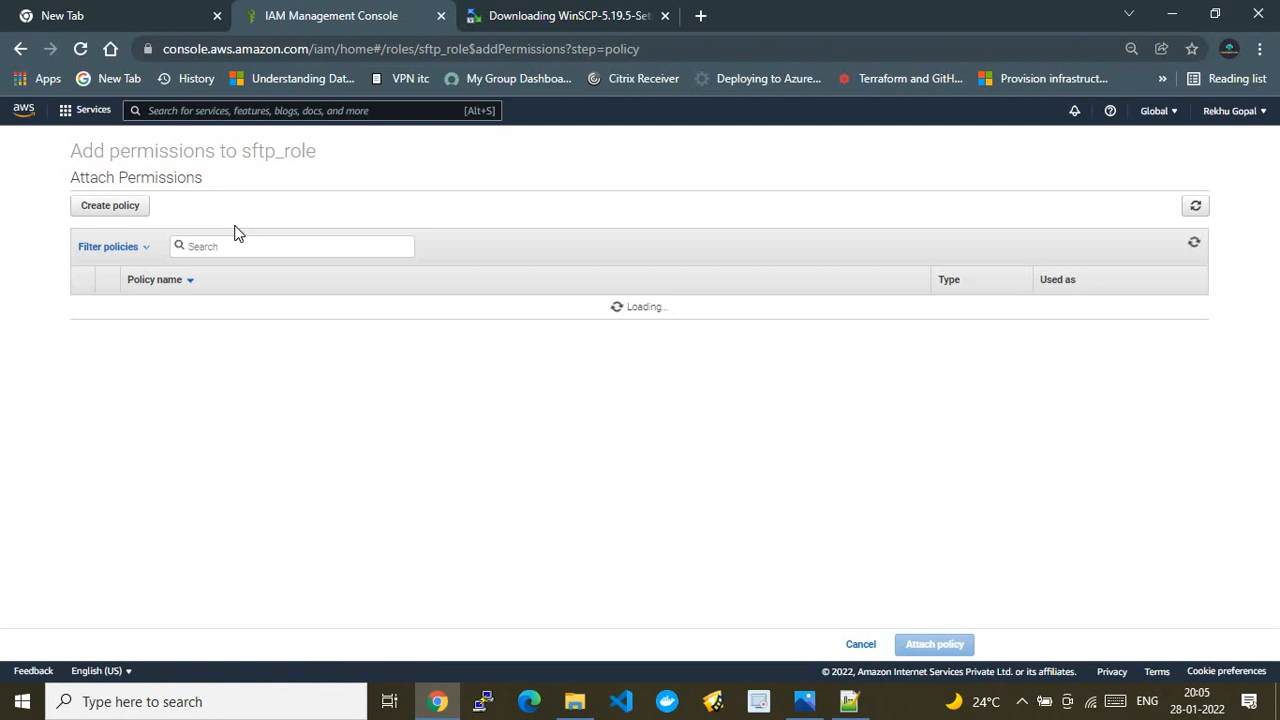 New Tab
IAM Management Console
Downloading WinSCP-5.19.5-Set
console.aws.amazon.com/iam/home#/roles/sftp_role$addPermissions?step=policy
Apps
New Tab
History
Understanding Dat...
VPN itc
My Group Dashboa...
Citrix Receiver
Deploying to Azure...
Terraform and GitH...
Provision infrastruct...
»
Reading list
aws
Services
Search for services, features, blogs, docs, and more
[Alt+S]
Global
Rekhu Gopal
Add permissions to sftp_role
Attach Permissions
Create policy
Filter policies
Search
Policy name
Type
Used as
Loading...
Cancel
Attach policy
Feedback
English (US)
© 2022, Amazon Internet Services Private Ltd. or its affiliates.
Privacy
Terms
Cookie preferences
Type here to search
24°C
ENG
20:05
28-01-2022